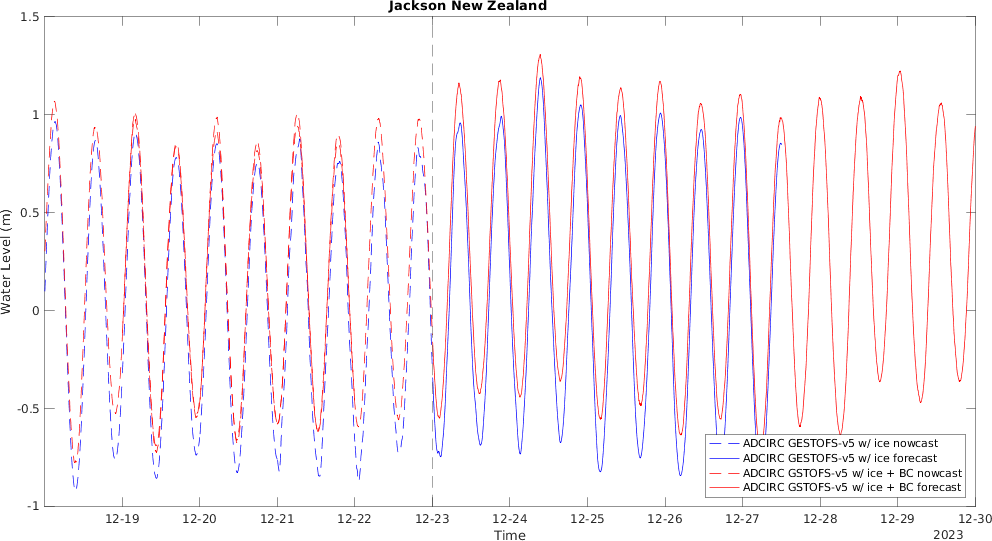 Jackson New Zealand
1.5
1
0.5
0
-0.5
-1
Water Level (m)
12-19
12-20
12-21
12-22
12-23
12-24
12-25
12-26
12-27
12-28
12-29
12-30
Time
2023
ADCIRC GESTOFS-v5 w/ ice nowcast
ADCIRC GESTOFS-v5 w/ ice forecast
ADCIRC GSTOFS-v5 w/ ice + BC nowcast
ADCIRC GSTOFS-v5 w/ ice + BC forecast